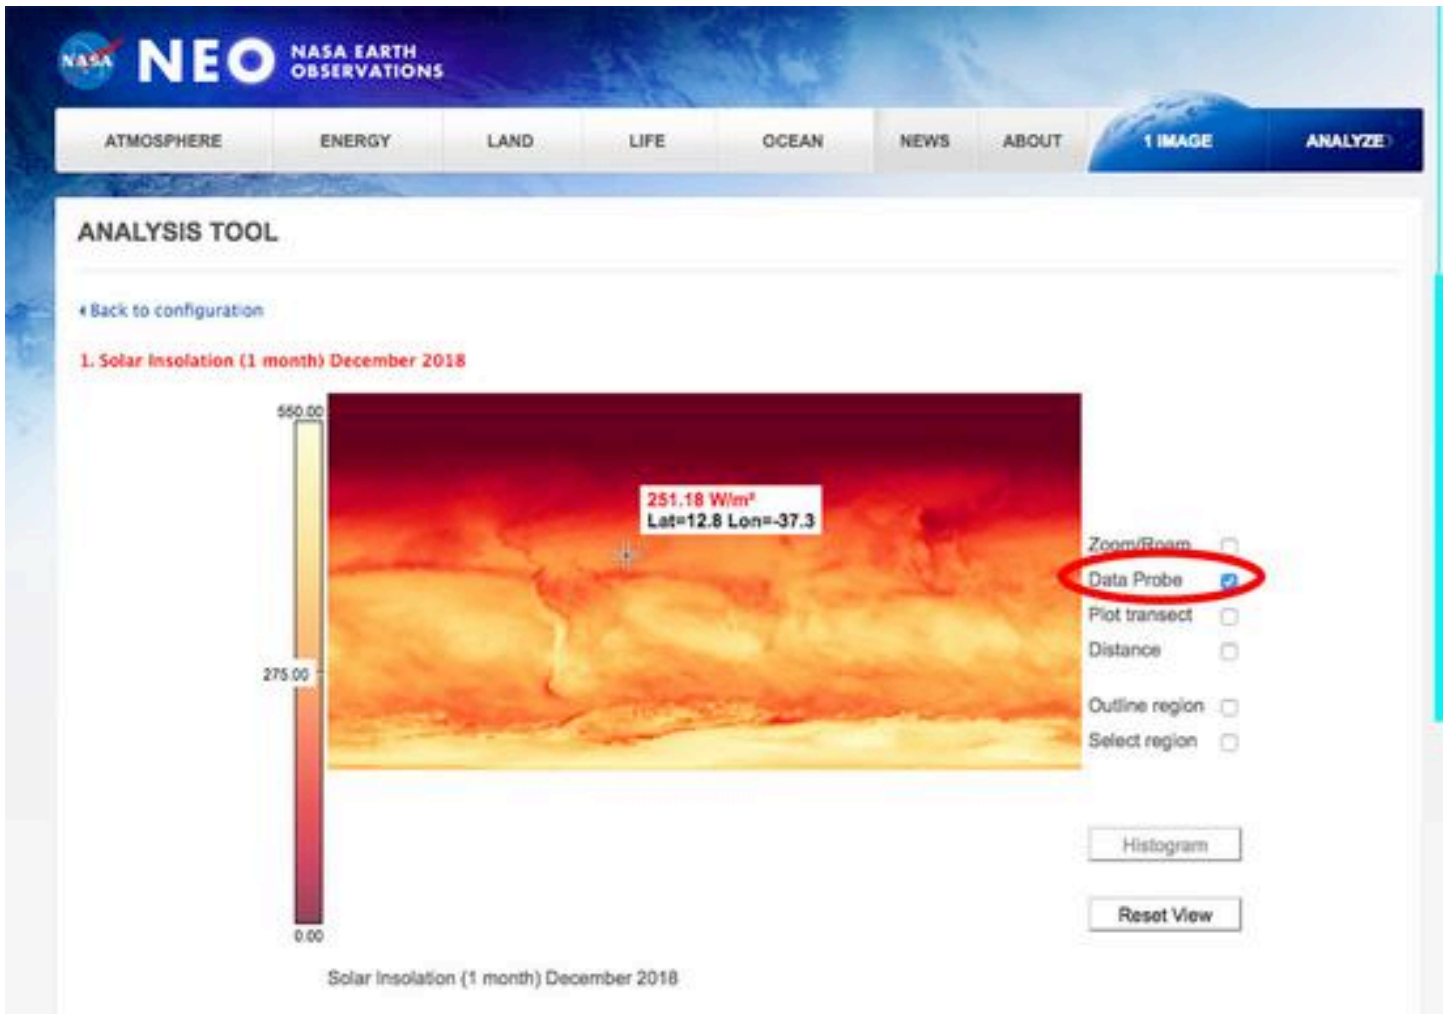 NASA NEO NASA EARTH
OBSERVATIONS
ATMOSPHERE ENERGY LAND LIFE OCEAN NEWS ABOUT 1 IMAGE ANALYZE
ANALYSIS TOOL
Back to configuration
1. Solar Insolation (1 month) December 2018
550.00
251.18 W/m²
Lat=12.8 Lon=-37.3
Zoom/Roam
Data Probe
Plot transect
Distance
275.00
Outline region
Select region
Histogram
Reset View
0.00
Solar Insolation (1 month) December 2018